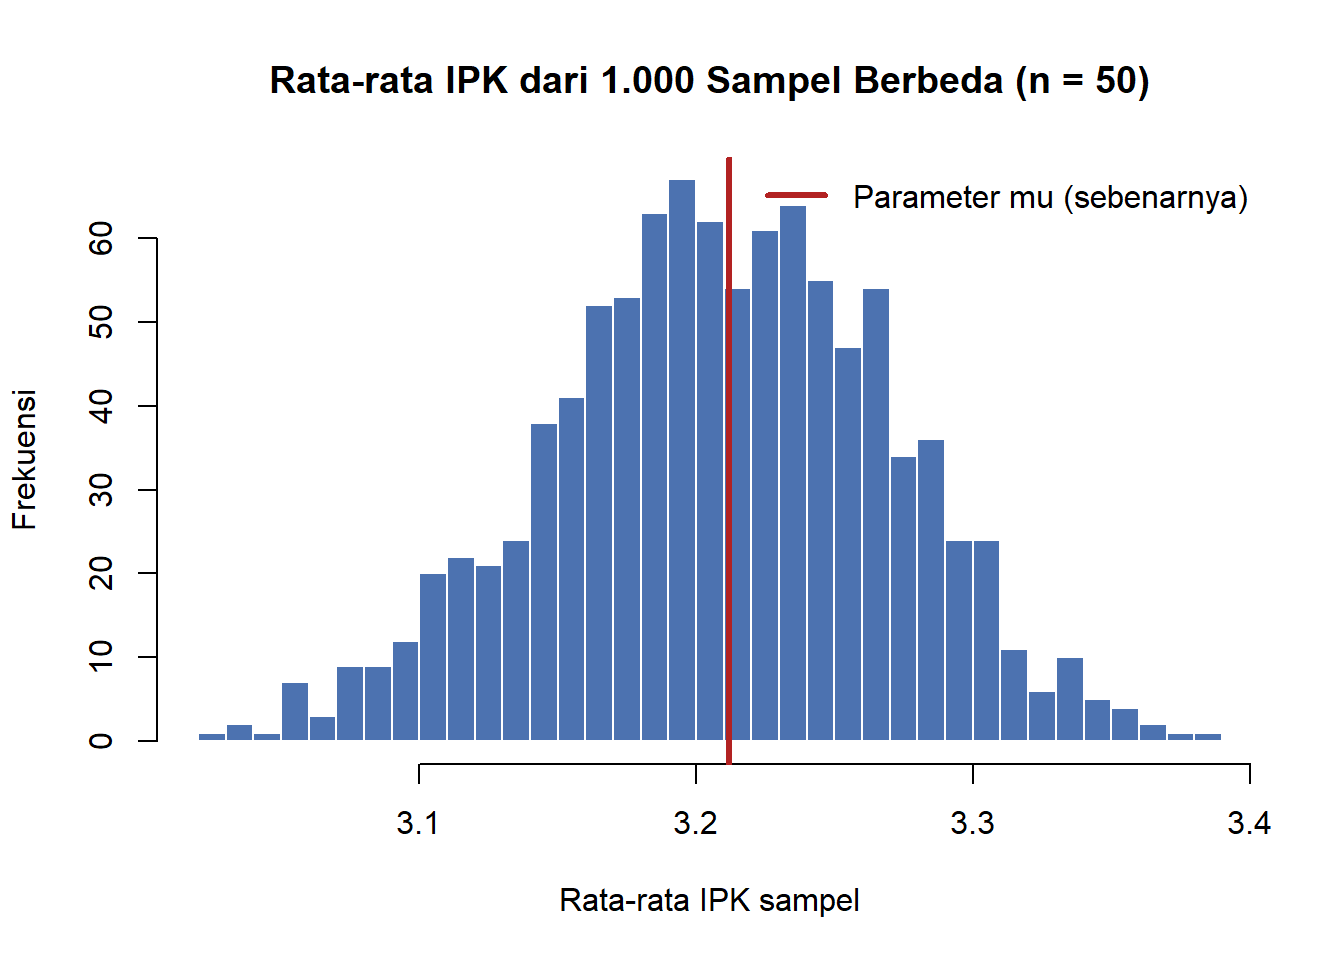 Rata-rata IPK dari 1.000 Sampel Berbeda (n = 50)
Parameter mu (sebenarnya)
Frekuensi
60
50
40
30
20
10
0
3.1 3.2 3.3 3.4
Rata-rata IPK sampel